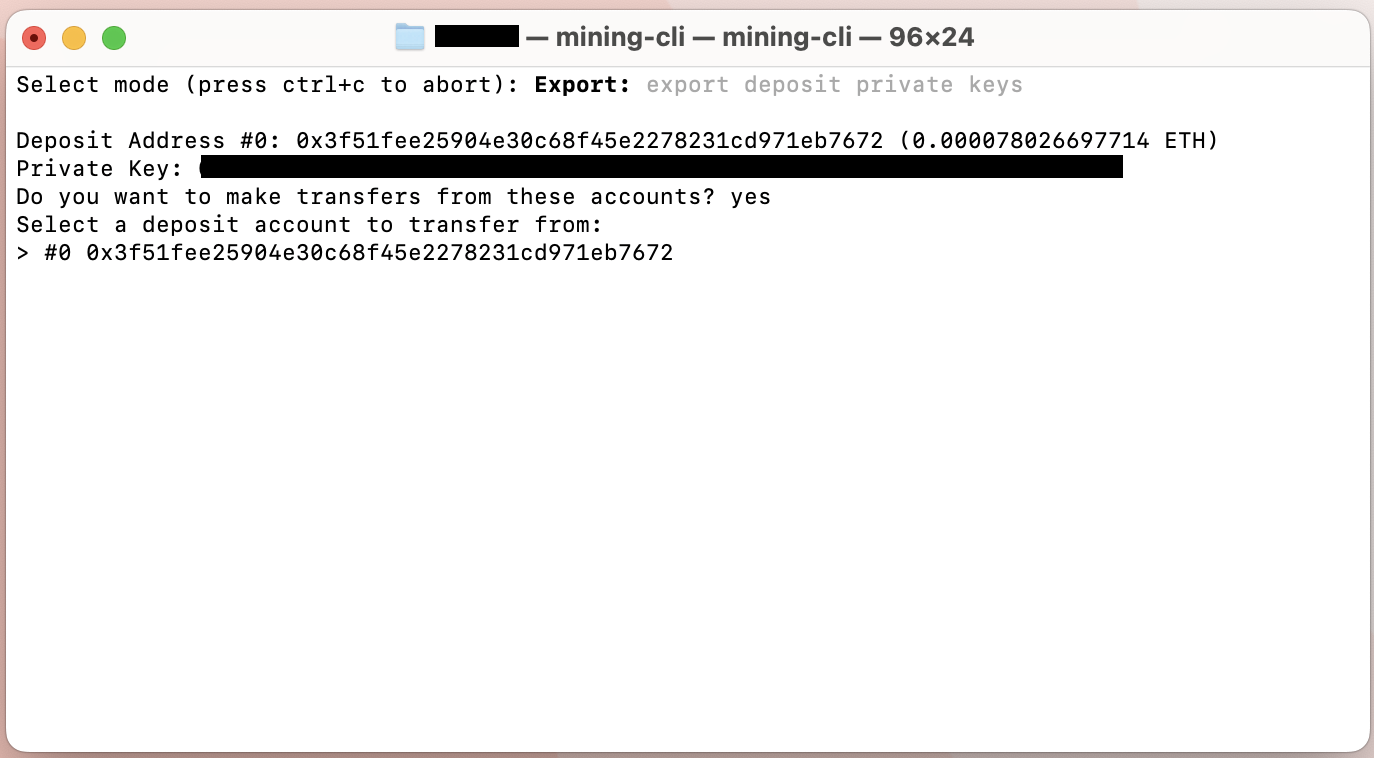 — mining-cli — mining-cli — 96×24
Select mode (press ctrl+c to abort): Export: export deposit private keys
Deposit Address #0: 0x3f51fee25904e30c68f45e2278231cd971eb7672 (0.000078026697714 ETH)
Private Key:
Do you want to make transfers from these accounts? yes
Select a deposit account to transfer from:
> #0 0x3f51fee25904e30c68f45e2278231cd971eb7672